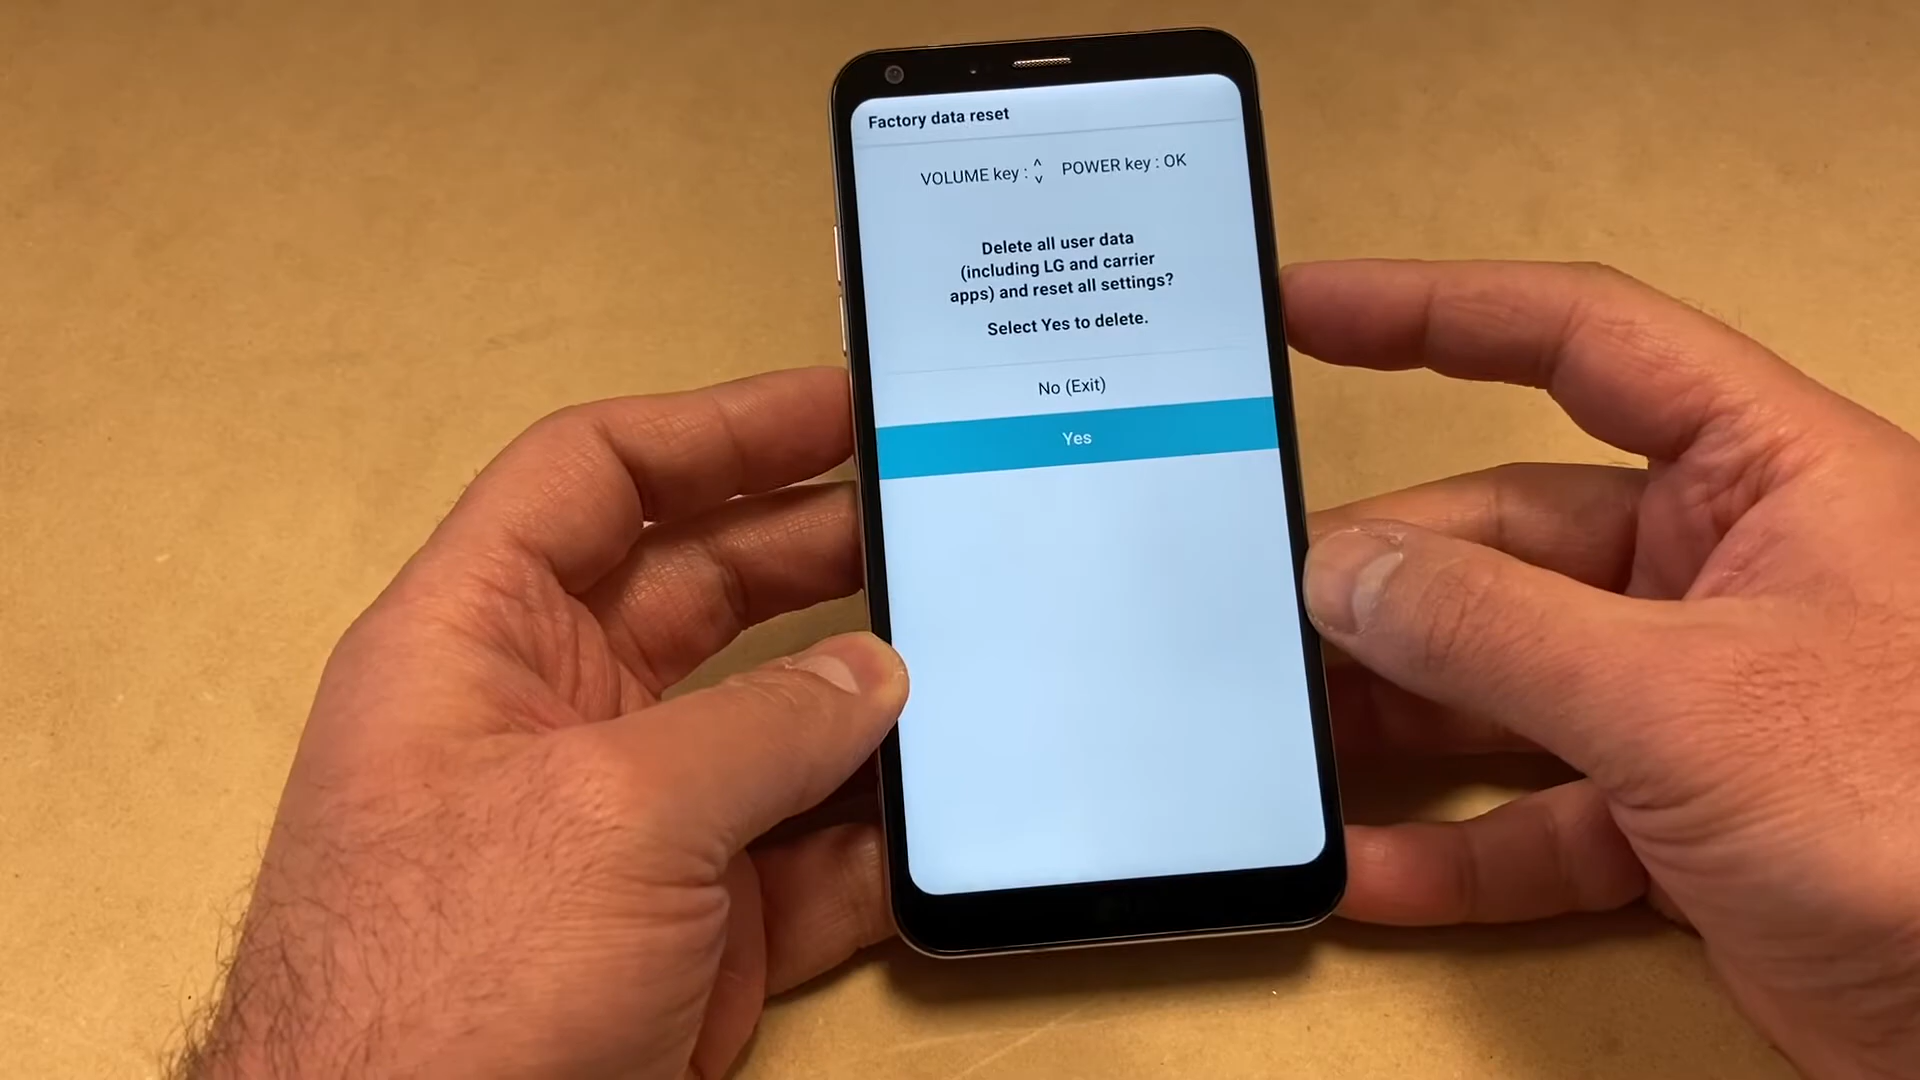 Factory data reset
VOLUME key : ^ v POWER key : OK
Delete all user data
(including LG and carrier
apps) and reset all settings?
Select Yes to delete.
No (Exit)
Yes